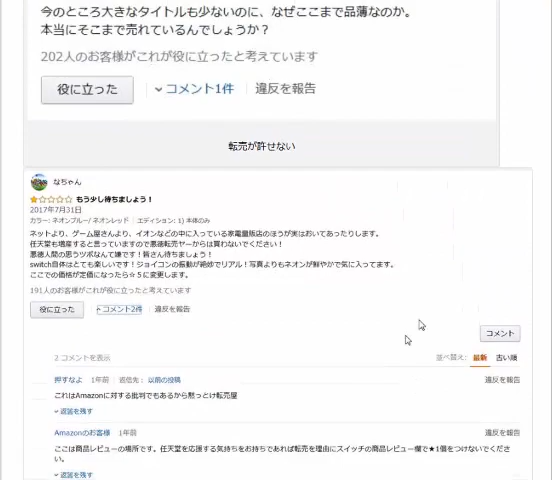 今のところ大きなタイトルも少ないのに、なぜここまで品薄なのか。
本当にそこまで売れているんでしょうか？
202人のお客様がこれが役に立ったと考えています
役に立った コメント1件 違反を報告
転売が許せない
なちゃん
もう少し待ちましょう！
2017年7月31日
カラー: ネオンブルー/ ネオンレッド エディション: 1) 本体のみ
ネットより、ゲーム屋さんより、イオンなどの中に入っている家電量販店のほうが実はおいてあったりします。
任天堂も増産すると言っていますので悪徳転売ヤーからは買わないでください！
悪徳人間の思うツボなんて嫌です！皆さん待ちましょう！
switch自体はとても楽しいです！ジョイコンの振動が絶妙でリアル！写真よりもネオンが鮮やかで気に入ってます。
ここでの価格が定価になったら☆５に変更します。
191人のお客様がこれが役に立ったと考えています
役に立った コメント2件 違反を報告
コメント
2 コメントを表示 並べ替え: 最新 古い順
押すなよ 1年前 返信先: 以前の投稿 違反を報告
これはAmazonに対する批判でもあるから黙っとけ転売屋
返答を残す
Amazonのお客様 1年前 違反を報告
ここは商品レビューの場所です。任天堂を応援する気持ちをお持ちであれば転売を理由にスイッチの商品レビュー欄で★1個をつけないでくださ
い。
返答を残す